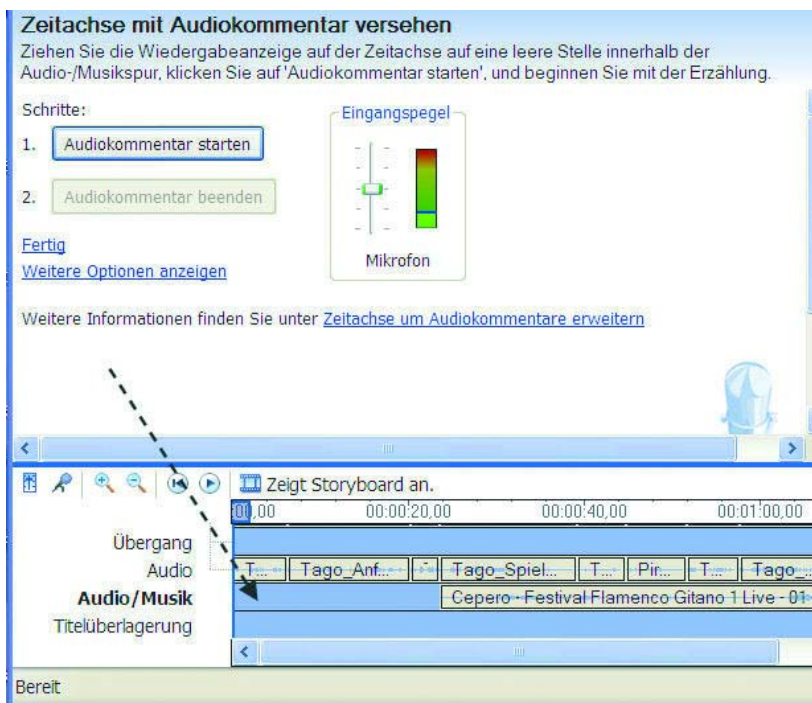 Zeitachse mit Audiokommentar versehen
Ziehen Sie die Wiedergabeanzeige auf der Zeitachse auf eine leere Stelle innerhalb der
Audio-/Musikspur, klicken Sie auf 'Audiokommentar starten', und beginnen Sie mit der Erzählung.
Schritte:
1. Audiokommentar starten
2. Audiokommentar beenden
Eingangspegel
Mikrofon
Fertig
Weitere Optionen anzeigen
Weitere Informationen finden Sie unter Zeitachse um Audiokommentare erweitern
Zeigt Storyboard an.
:00,00 00:00:20,00 00:00:40,00 00:01:00,00
Übergang
Audio T... Tago_Anf... Tago_Spiel... T... Pir... T... Tago_...
Audio/Musik Cepero - Festival Flamenco Gitano 1 Live - 01
Titelüberlagerung
Bereit